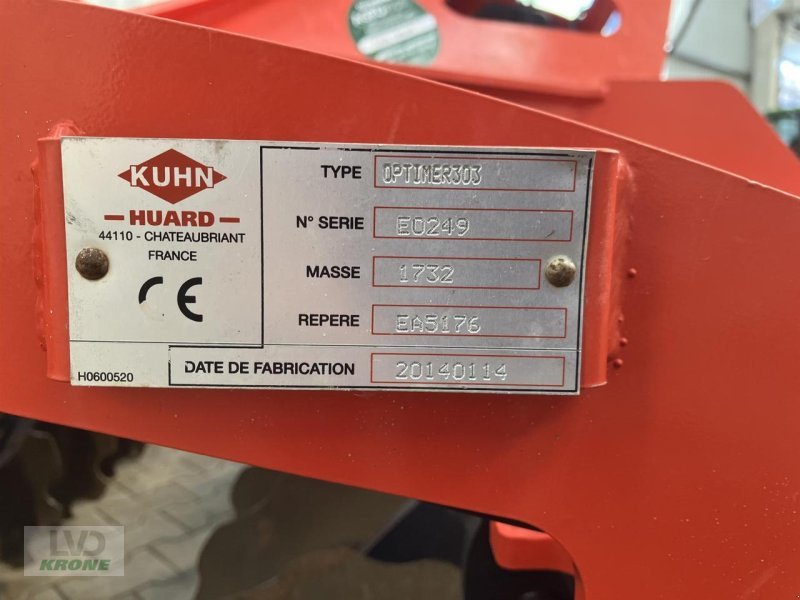 KUHN
HUARD
44110 - CHATEAUBRIANT
FRANCE
CE
H0600520
TYPE OPTIMER303
N° SERIE E0249
MASSE 1732
REPERE EA5176
DATE DE FABRICATION 20140114
LVD
KRONE